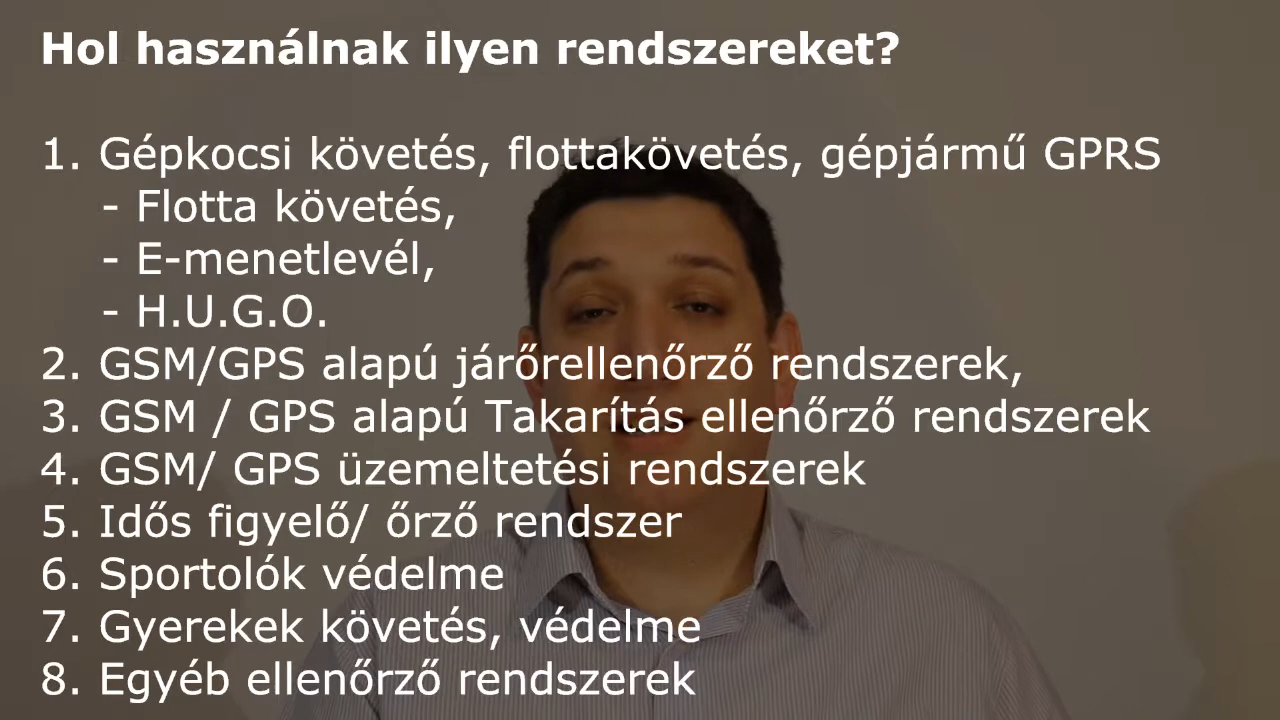 Hol használnak ilyen rendszereket?
1. Gépkocsi követés, flottakövetés, gépjármű GPRS
- Flotta követés,
- E-menetlevél,
- H.U.G.O.
2. GSM/GPS alapú járőrellenőrző rendszerek,
3. GSM / GPS alapú Takarítás ellenőrző rendszerek
4. GSM/ GPS üzemeltetési rendszerek
5. Idős figyelő/ őrző rendszer
6. Sportolók védelme
7. Gyerekek követés, védelme
8. Egyéb ellenőrző rendszerek